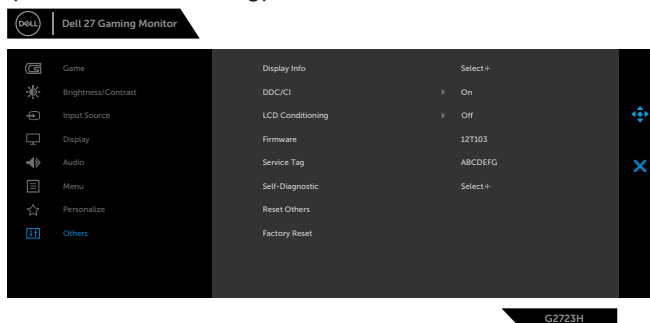 DELL Dell 27 Gaming Monitor
Game Display Info Select
Brightness/Contrast DDC/CI On
Input Source LCD Conditioning Off
Display Firmware 12T103
Audio Service Tag ABCDEFG
Menu Self-Diagnostic Select
Personalize Reset Others
Others Factory Reset
G2723H